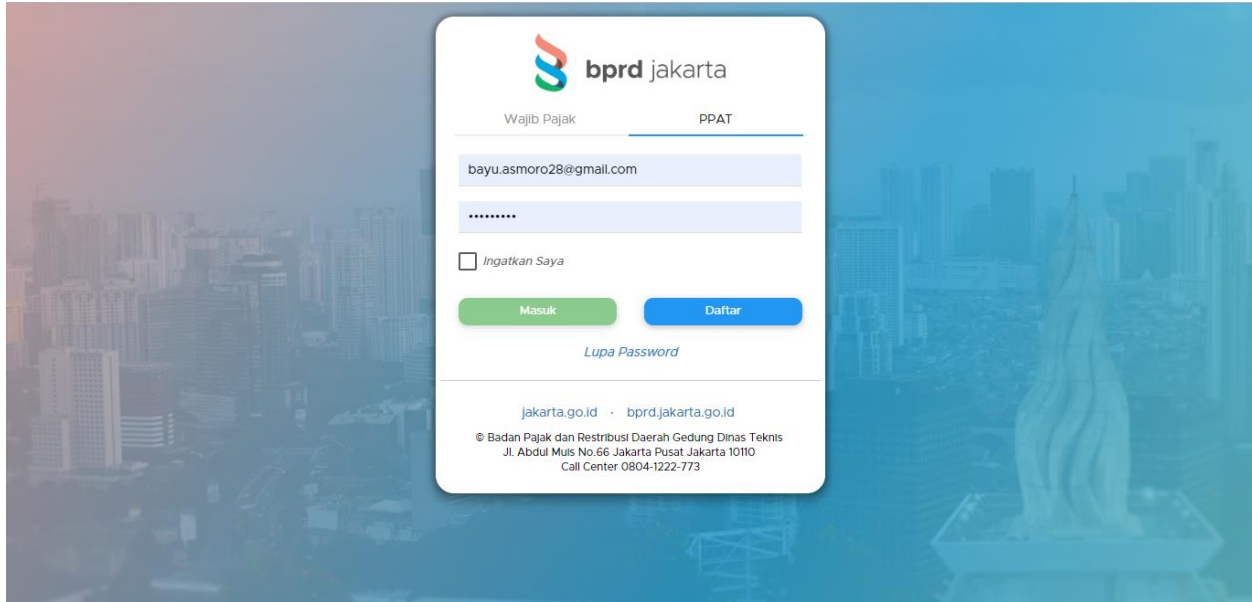 bprd jakarta
Wajib Pajak PPAT
bayu.asmoro28@gmail.com
•••••••••
Ingatkan Saya
Masuk Daftar
Lupa Password
jakarta.go.id · bprd.jakarta.go.id
© Badan Pajak dan Restribusi Daerah Gedung Dinas Teknis
Jl. Abdul Muis No.66 Jakarta Pusat Jakarta 10110
Call Center 0804-1222-773